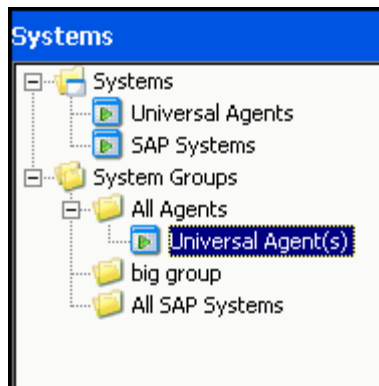 Systems
Systems
Universal Agents
SAP Systems
System Groups
All Agents
Universal Agent(s)
big group
All SAP Systems